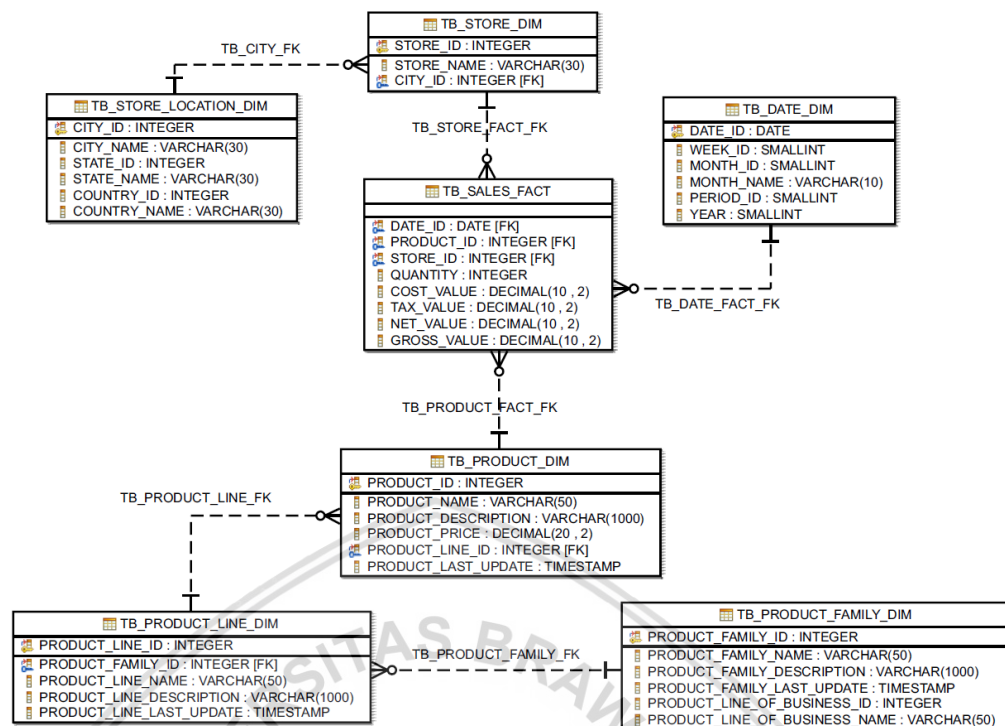 TB_STORE_DIM
STORE_ID : INTEGER
STORE_NAME : VARCHAR(30)
CITY_ID : INTEGER [FK]
TB_CITY_FK
TB_STORE_LOCATION_DIM
CITY_ID : INTEGER
CITY_NAME : VARCHAR(30)
STATE_ID : INTEGER
STATE_NAME : VARCHAR(30)
COUNTRY_ID : INTEGER
COUNTRY_NAME : VARCHAR(30)
TB_STORE_FACT_FK
TB_DATE_DIM
DATE_ID : DATE
WEEK_ID : SMALLINT
MONTH_ID : SMALLINT
MONTH_NAME : VARCHAR(10)
PERIOD_ID : SMALLINT
YEAR : SMALLINT
TB_SALES_FACT
DATE_ID : DATE [FK]
PRODUCT_ID : INTEGER [FK]
STORE_ID : INTEGER [FK]
QUANTITY : INTEGER
COST_VALUE : DECIMAL(10 , 2)
TAX_VALUE : DECIMAL(10 , 2)
NET_VALUE : DECIMAL(10 , 2)
GROSS_VALUE : DECIMAL(10 , 2)
TB_DATE_FACT_FK
TB_PRODUCT_FACT_FK
TB_PRODUCT_DIM
PRODUCT_ID : INTEGER
PRODUCT_NAME : VARCHAR(50)
PRODUCT_DESCRIPTION : VARCHAR(1000)
PRODUCT_PRICE : DECIMAL(20 , 2)
PRODUCT_LINE_ID : INTEGER [FK]
PRODUCT_LAST_UPDATE : TIMESTAMP
TB_PRODUCT_LINE_FK
TB_PRODUCT_LINE_DIM
PRODUCT_LINE_ID : INTEGER
PRODUCT_FAMILY_ID : INTEGER [FK]
PRODUCT_LINE_NAME : VARCHAR(50)
PRODUCT_LINE_DESCRIPTION : VARCHAR(1000)
PRODUCT_LINE_LAST_UPDATE : TIMESTAMP
TB_PRODUCT_FAMILY_FK
TB_PRODUCT_FAMILY_DIM
PRODUCT_FAMILY_ID : INTEGER
PRODUCT_FAMILY_NAME : VARCHAR(50)
PRODUCT_FAMILY_DESCRIPTION : VARCHAR(1000)
PRODUCT_FAMILY_LAST_UPDATE : TIMESTAMP
PRODUCT_LINE_OF_BUSINESS_ID : INTEGER
PRODUCT_LINE_OF_BUSINESS_NAME : VARCHAR(50)
SITAS BRAW